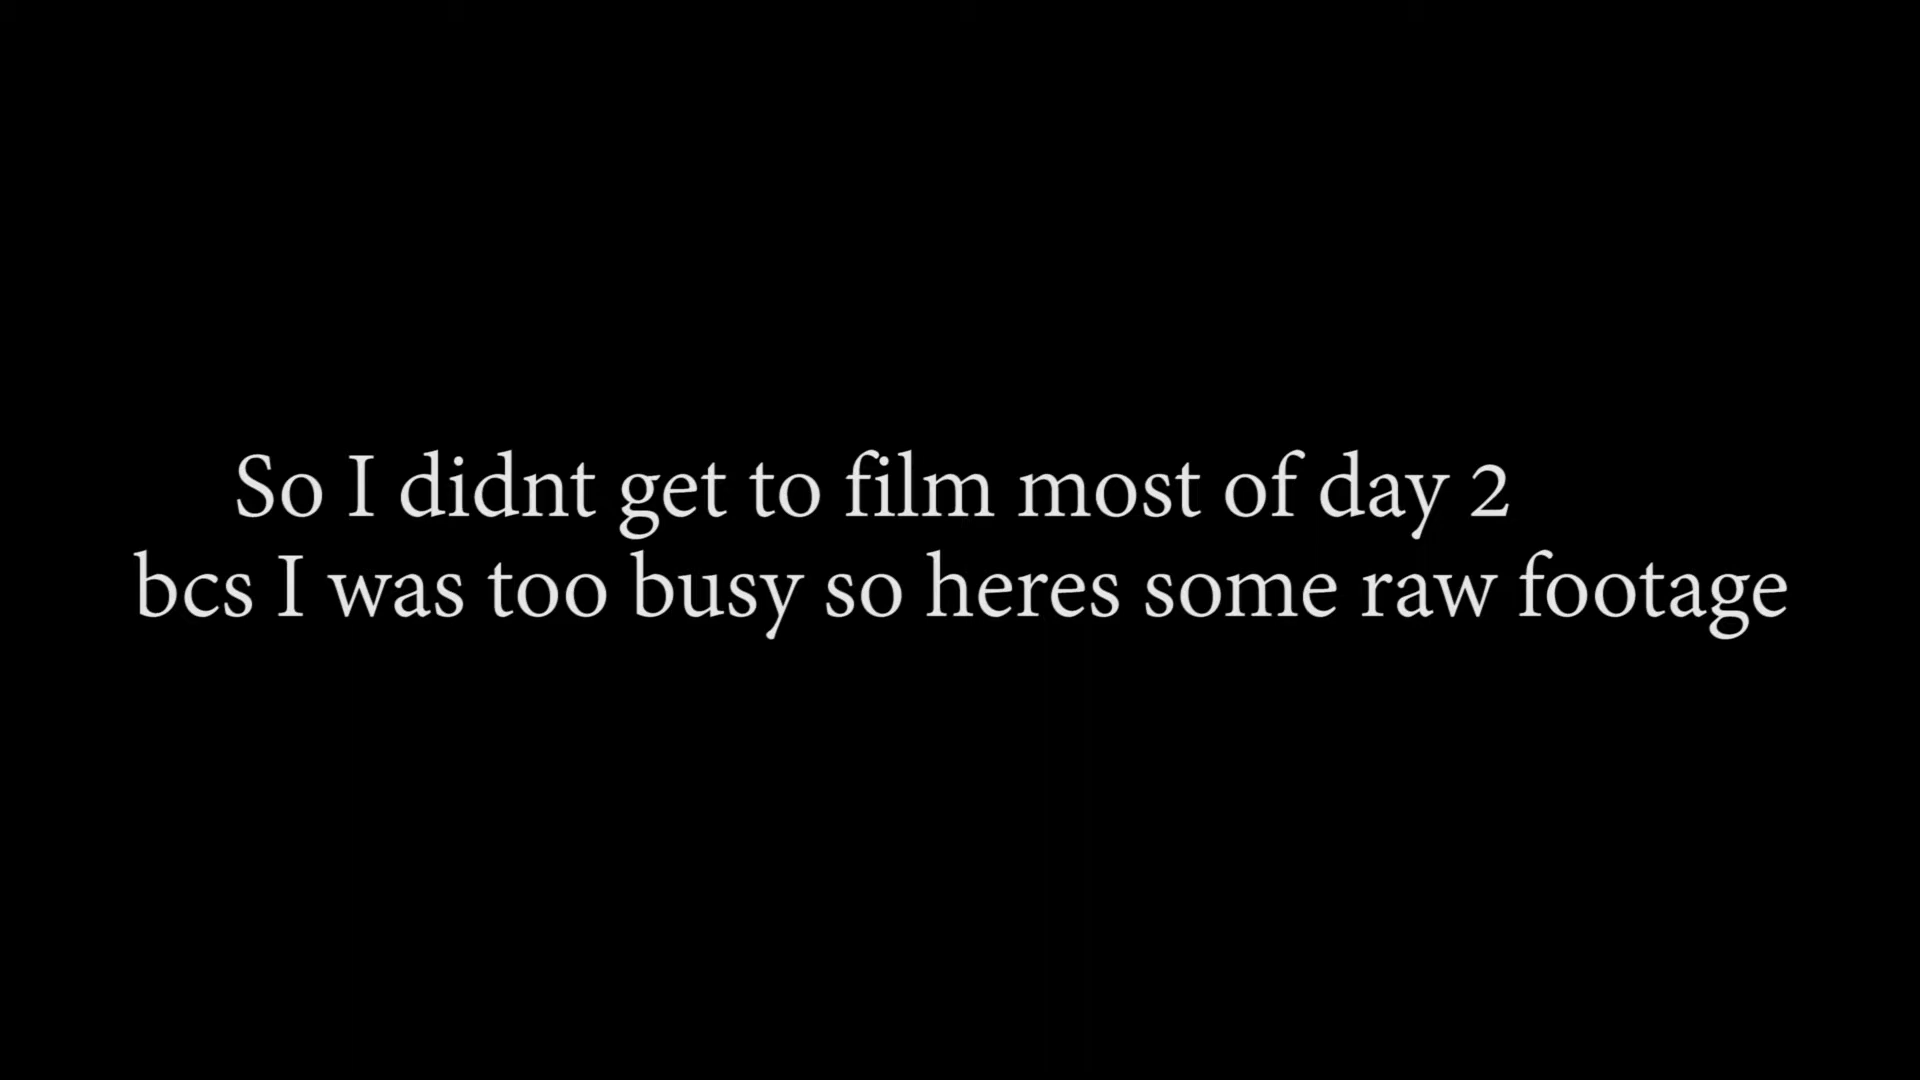 So I didnt get to film most of day 2
bcs I was too busy so heres some raw footage